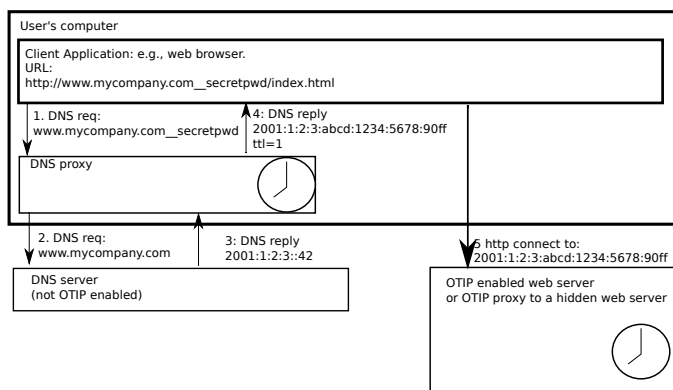 User's computer
Client Application: e.g., web browser.
URL:
http://www.mycompany.com__secretpwd/index.html
1. DNS req:
www.mycompany.com__secretpwd
4: DNS reply
2001:1:2:3:abcd:1234:5678:90ff
ttl=1
DNS proxy
2. DNS req:
www.mycompany.com
3: DNS reply
2001:1:2:3::42
5 http connect to:
2001:1:2:3:abcd:1234:5678:90ff
DNS server
(not OTIP enabled)
OTIP enabled web server
or OTIP proxy to a hidden web server